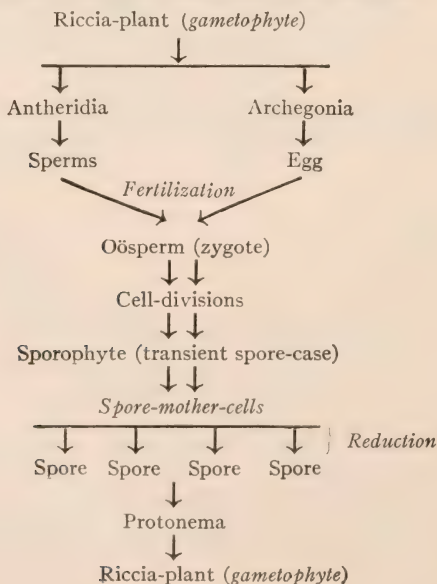 Riccia-plant (gametophyte)
Antheridia Archegonia
Sperms Egg
Fertilization
Oösperm (zygote)
Cell-divisions
Sporophyte (transient spore-case)
Spore-mother-cells
Reduction
Spore Spore Spore Spore
Protonema
Riccia-plant (gametophyte)